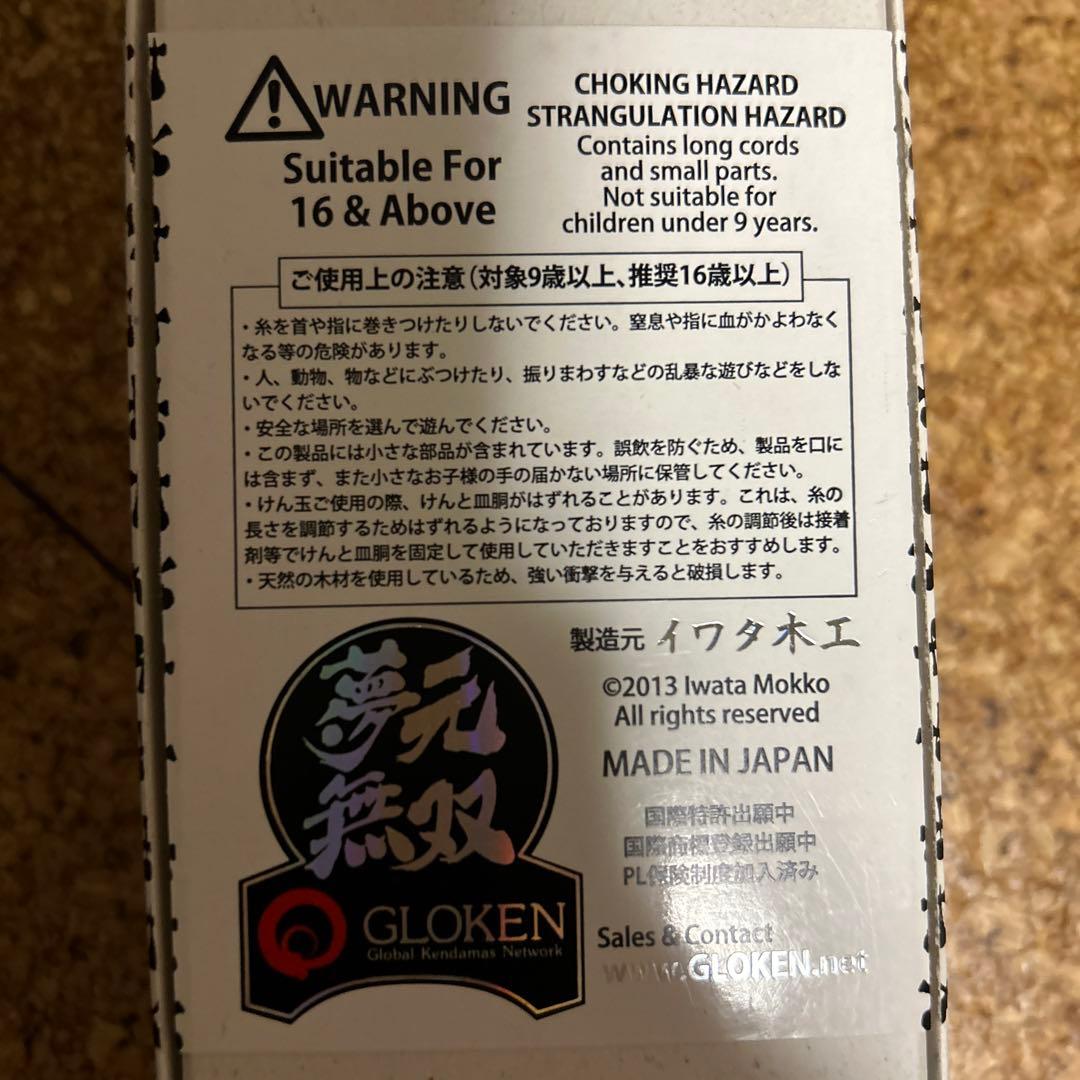 WARNING
Suitable For
16 & Above
CHOKING HAZARD
STRANGULATION HAZARD
Contains long cords
and small parts.
Not suitable for
children under 9 years.
ご使用上の注意(対象9歳以上、推奨16歳以上)
・糸を首や指に巻きつけたりしないでください。窒息や指に血がかよわなく
なる等の危険があります。
・人、動物、物などにぶつけたり、振りまわすなどの乱暴な遊びなどをしな
いでください。
・安全な場所を選んで遊んでください。
・この製品には小さな部品が含まれています。誤飲を防ぐため、製品を口に
は含まず、また小さなお子様の手の届かない場所に保管してください。
・けん玉ご使用の際、けんと皿胴がはずれることがあります。これは、糸の
長さを調節するためはずれるようになっておりますので、糸の調節後は接着
剤等でけんと皿胴を固定して使用していただきますことをおすすめします。
・天然の木材を使用しているため、強い衝撃を与えると破損します。
夢元
無双
GLOKEN
Global Kendamas Network
製造元 イワタ木工
©2013 Iwata Mokko
All rights reserved
MADE IN JAPAN
国際特許出願中
国際商標登録出願中
PL保険制度加入済み
Sales & Contact
www.GLOKEN.net